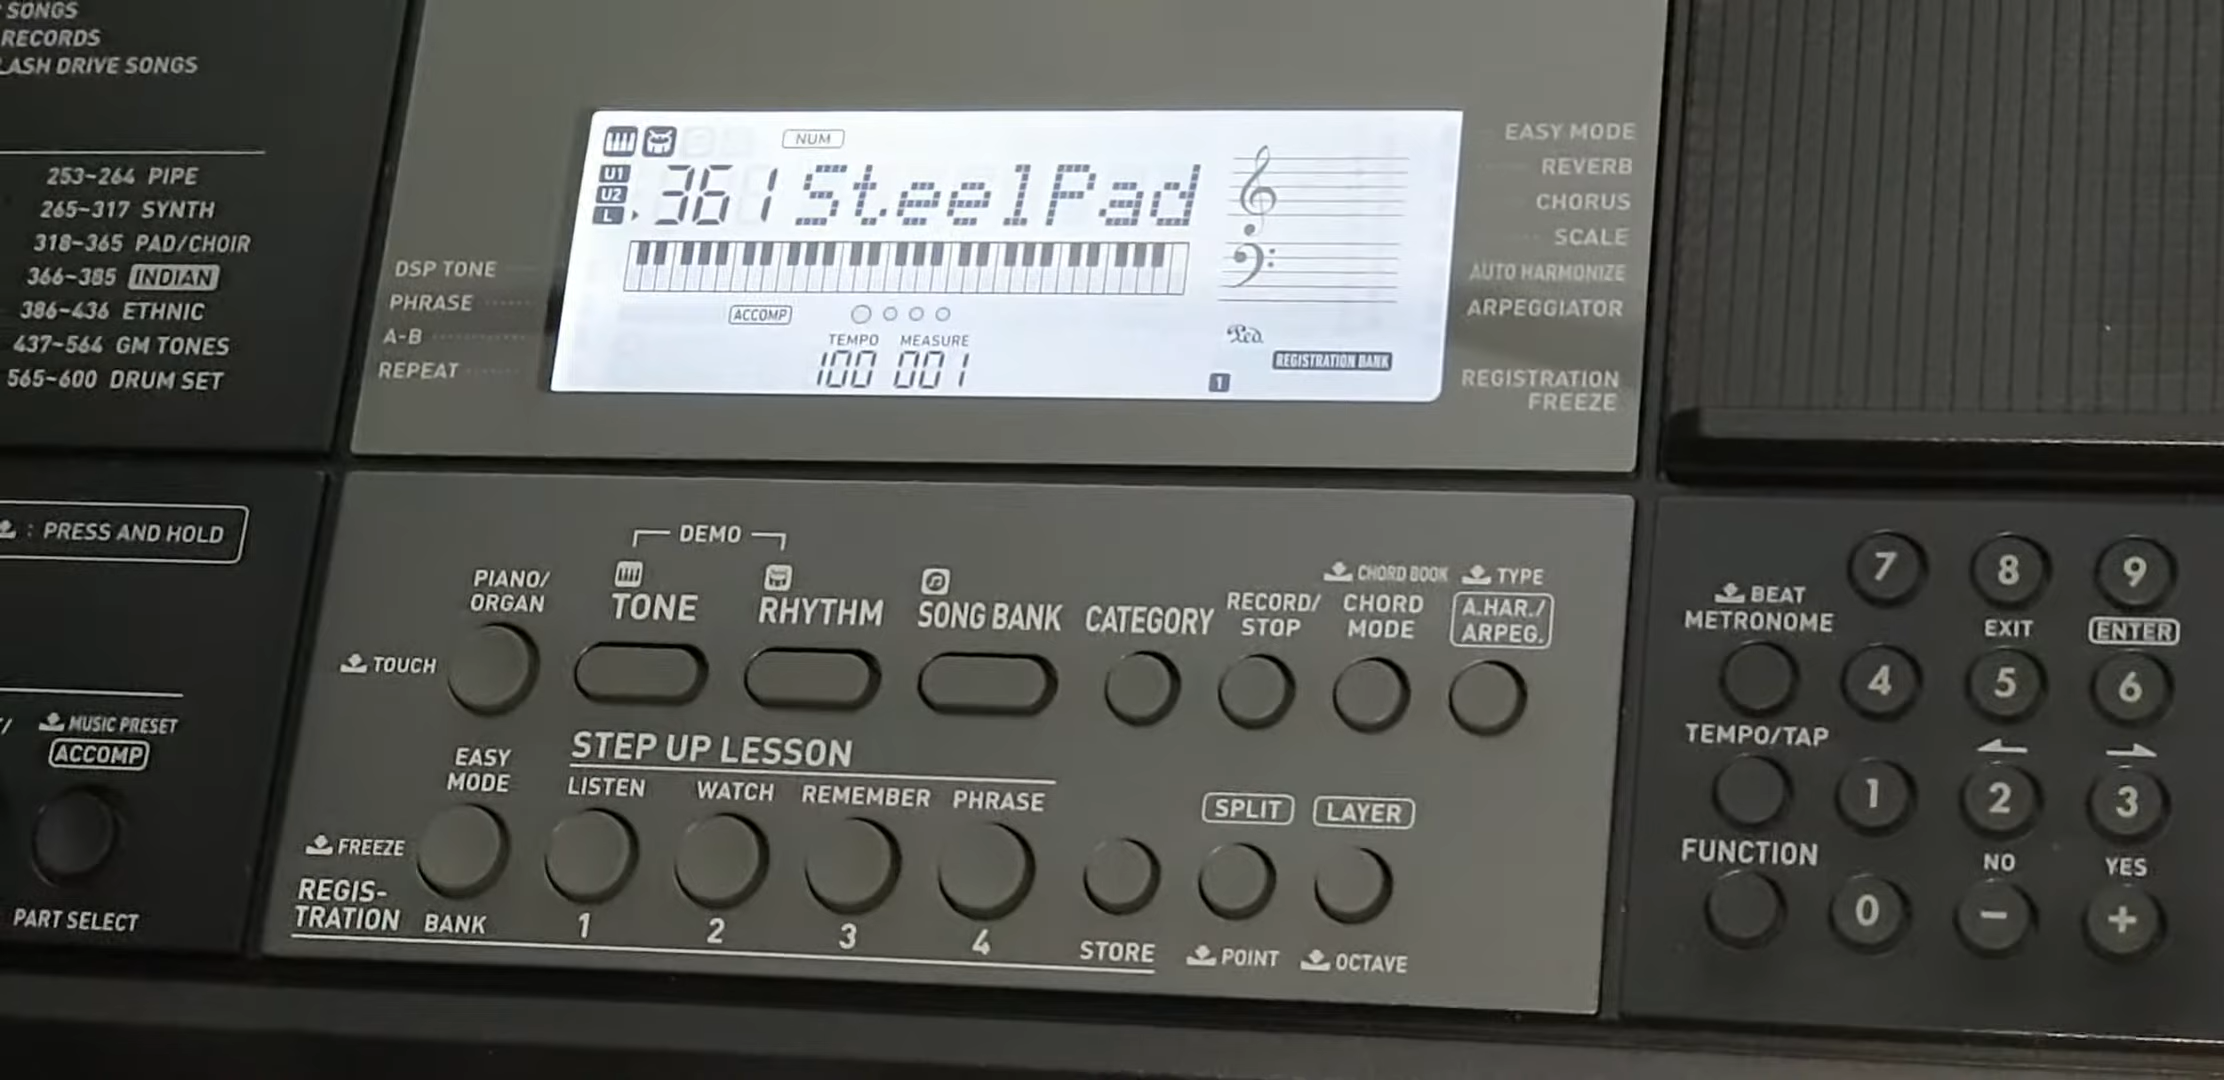 SONGS
RECORDS
LASH DRIVE SONGS
253~264 PIPE
265~317 SYNTH
318~365 PAD/CHOIR
366~385 INDIAN
386~436 ETHNIC
437~564 GM TONES
565~600 DRUM SET
DSP TONE
PHRASE
A-B
REPEAT
NUM
U1
U2
L
361 SteelPad
ACCOMP
TEMPO MEASURE
100 001
Ped.
REGISTRATION BANK
1
EASY MODE
REVERB
CHORUS
SCALE
AUTO HARMONIZE
ARPEGGIATOR
REGISTRATION
FREEZE
: PRESS AND HOLD
MUSIC PRESET
ACCOMP
PART SELECT
DEMO
PIANO/
ORGAN
TONE
RHYTHM
SONG BANK
CATEGORY
RECORD/
STOP
CHORD BOOK
CHORD
MODE
TYPE
A.HAR./
ARPEG.
TOUCH
EASY
MODE
STEP UP LESSON
LISTEN
WATCH
REMEMBER
PHRASE
SPLIT
LAYER
FREEZE
REGIS-
TRATION
BANK
1
2
3
4
STORE
POINT
OCTAVE
BEAT
METRONOME
TEMPO/TAP
FUNCTION
7 8 9
EXIT ENTER
4 5 6
1 2 3
NO YES
0 - +